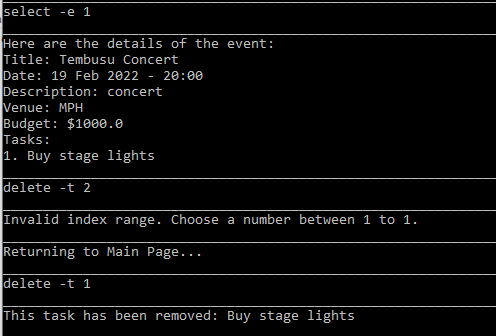 select -e 1
Here are the details of the event:
Title: Tembusu Concert
Date: 19 Feb 2022 - 20:00
Description: concert
Venue: MPH
Budget: $1000.0
Tasks:
1. Buy stage lights
delete -t 2
Invalid index range. Choose a number between 1 to 1.
Returning to Main Page...
delete -t 1
This task has been removed: Buy stage lights